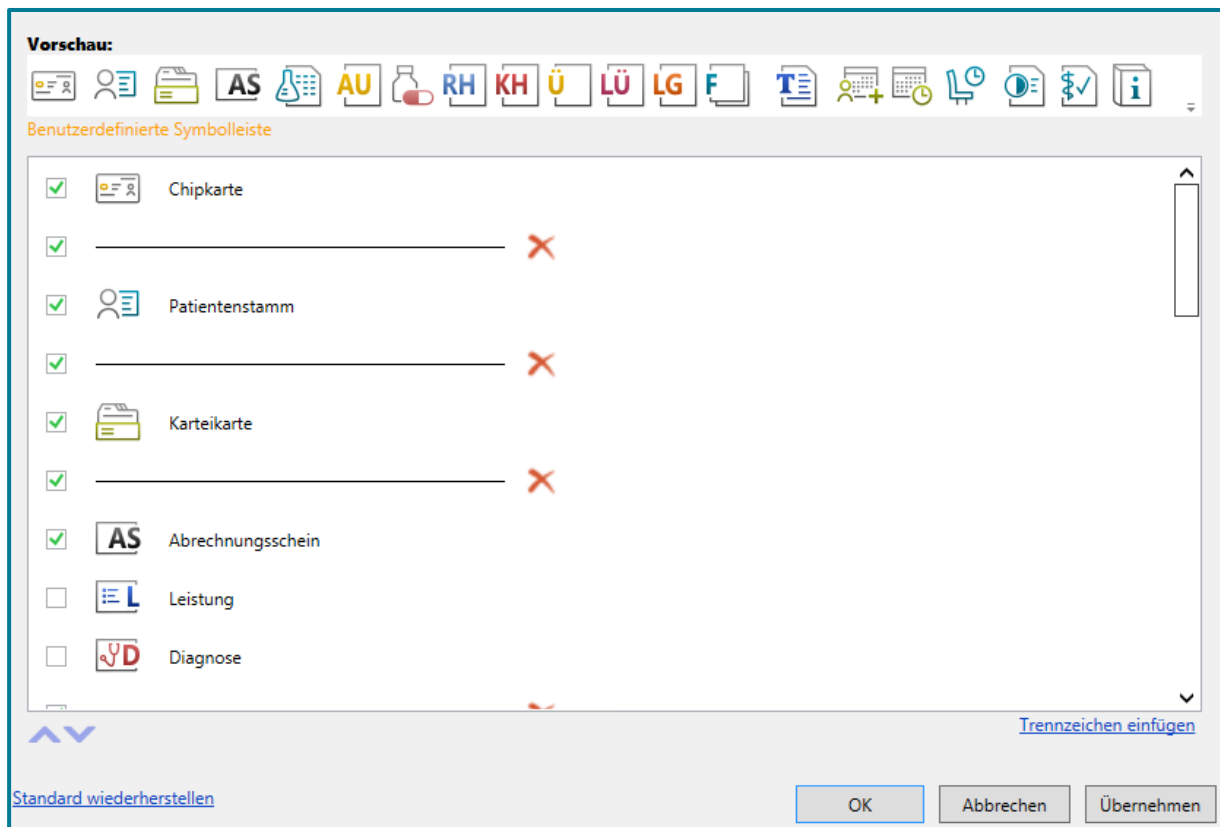 Vorschau:
AS AU RH KH Ü LÜ LG F T $ i
Benutzerdefinierte Symbolleiste
Chipkarte
Patientenstamm
Karteikarte
AS Abrechnungsschein
L Leistung
D Diagnose
Trennzeichen einfügen
Standard wiederherstellen
OK Abbrechen Übernehmen